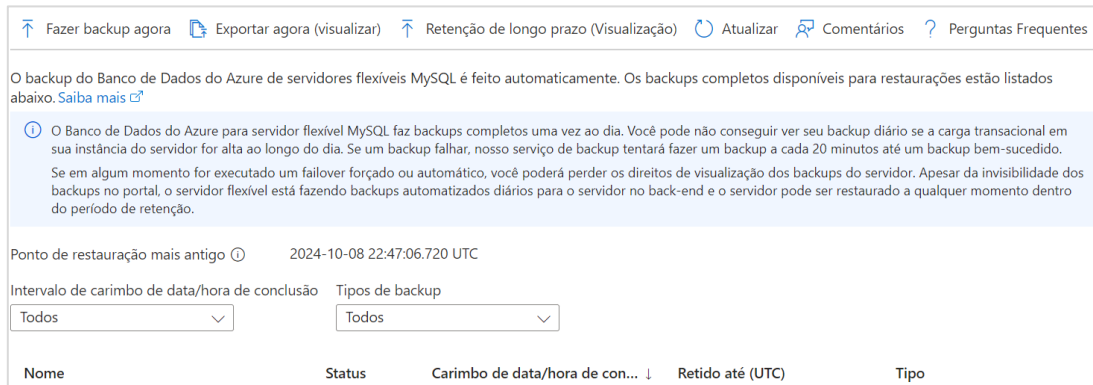 Fazer backup agora Exportar agora (visualizar) Retenção de longo prazo (Visualização) Atualizar Comentários Perguntas Frequentes
O backup do Banco de Dados do Azure de servidores flexíveis MySQL é feito automaticamente. Os backups completos disponíveis para restaurações estão listados
abaixo. Saiba mais
O Banco de Dados do Azure para servidor flexível MySQL faz backups completos uma vez ao dia. Você pode não conseguir ver seu backup diário se a carga transacional em
sua instância do servidor for alta ao longo do dia. Se um backup falhar, nosso serviço de backup tentará fazer um backup a cada 20 minutos até um backup bem-sucedido.
Se em algum momento for executado um failover forçado ou automático, você poderá perder os direitos de visualização dos backups do servidor. Apesar da invisibilidade dos
backups no portal, o servidor flexível está fazendo backups automatizados diários para o servidor no back-end e o servidor pode ser restaurado a qualquer momento dentro
do período de retenção.
Ponto de restauração mais antigo 2024-10-08 22:47:06.720 UTC
Intervalo de carimbo de data/hora de conclusão Tipos de backup
Todos Todos
Nome Status Carimbo de data/hora de con... ↓ Retido até (UTC) Tipo